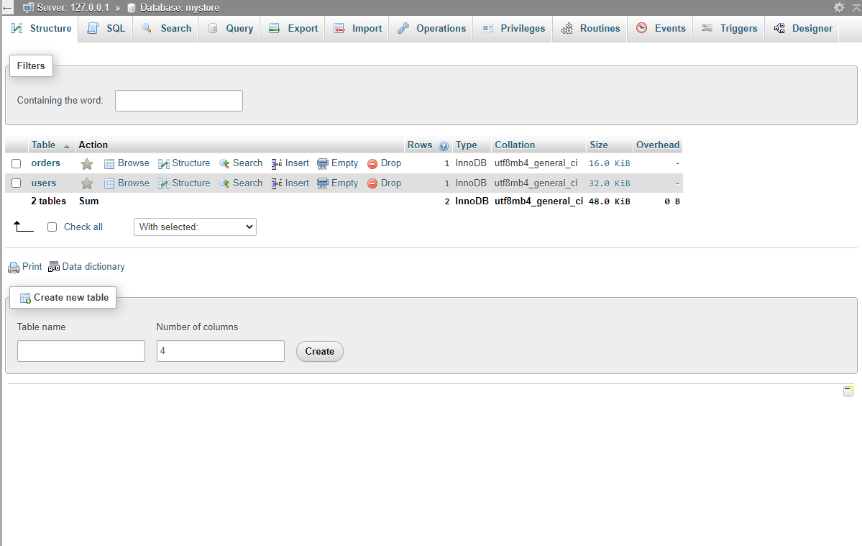 Server: 127.0.0.1 » Database: mystore
Structure SQL Search Query Export Import Operations Privileges Routines Events Triggers Designer
Filters
Containing the word:
Table Action Rows Type Collation Size Overhead
orders Browse Structure Search Insert Empty Drop 1 InnoDB utf8mb4_general_ci 16.0 KiB -
users Browse Structure Search Insert Empty Drop 1 InnoDB utf8mb4_general_ci 32.0 KiB -
2 tables Sum 2 InnoDB utf8mb4_general_ci 48.0 KiB 0 B
Check all With selected:
Print Data dictionary
Create new table
Table name Number of columns
4 Create